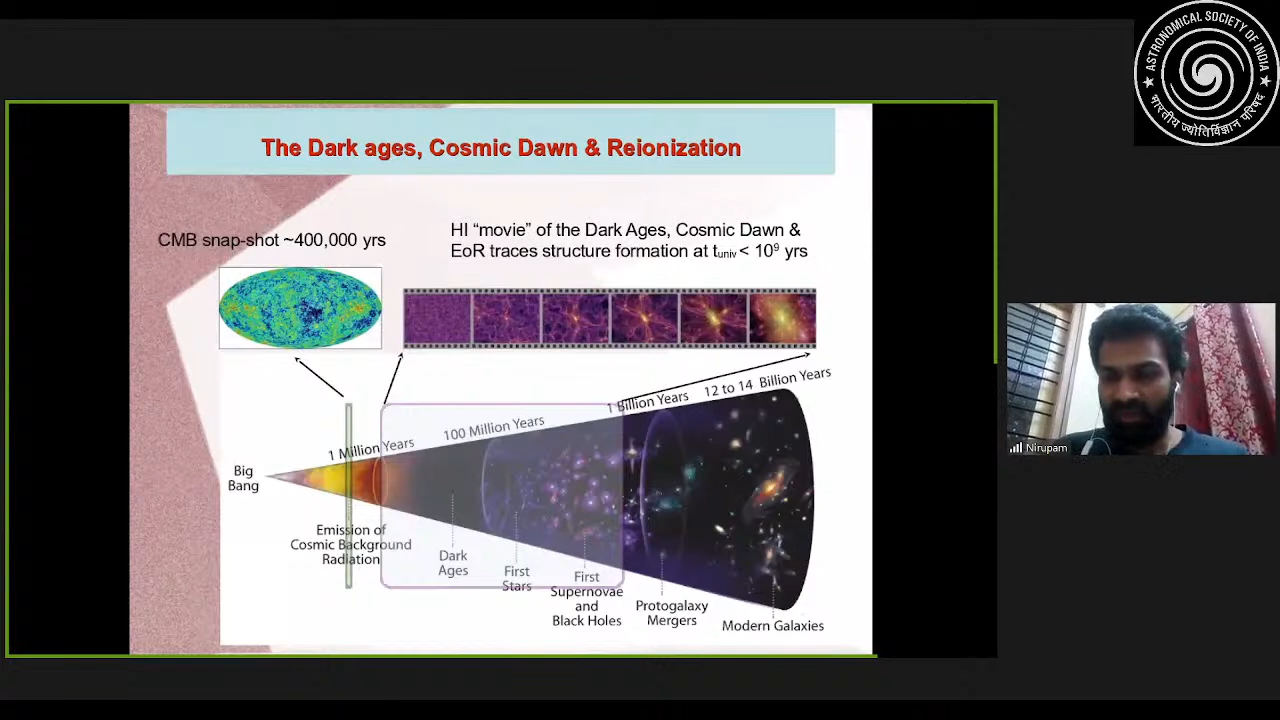 The Dark ages, Cosmic Dawn & Reionization
CMB snap-shot ~400,000 yrs
HI “movie” of the Dark Ages, Cosmic Dawn &
EoR traces structure formation at tuniv < 10⁹ yrs
1 Million Years
100 Million Years
1 Billion Years
12 to 14 Billion Years
Big
Bang
Emission of
Cosmic Background
Radiation
Dark
Ages
First
Stars
First
Supernovae
and
Black Holes
Protogalaxy
Mergers
Modern Galaxies
ASTRONOMICAL SOCIETY OF INDIA
भारतीय ज्योतिर्विज्ञान परिषद
Nirupam